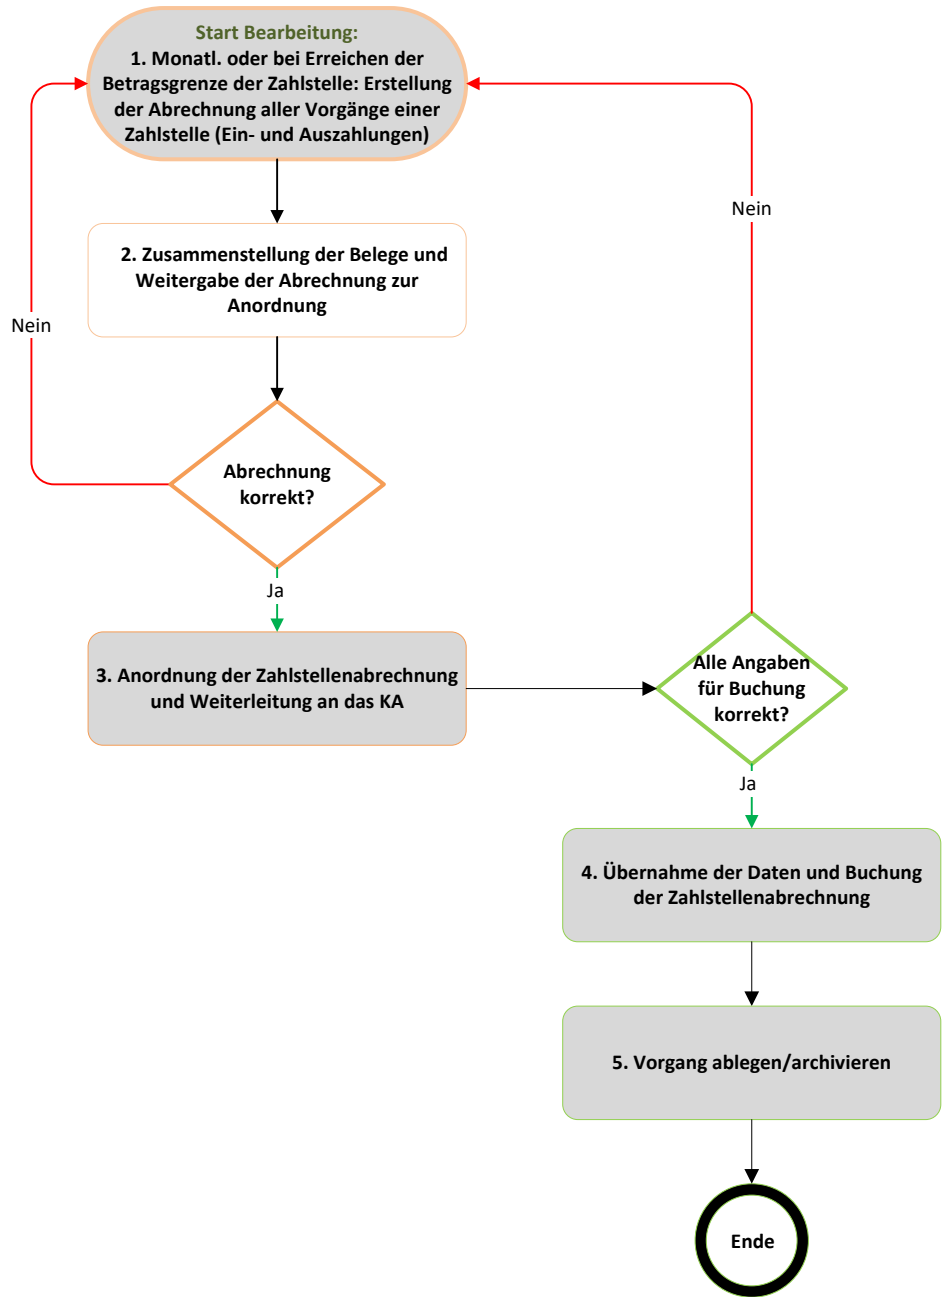 Start Bearbeitung:
1. Monatl. oder bei Erreichen der
Betragsgrenze der Zahlstelle: Erstellung
der Abrechnung aller Vorgänge einer
Zahlstelle (Ein- und Auszahlungen)
Nein
2. Zusammenstellung der Belege und
Weitergabe der Abrechnung zur
Anordnung
Nein
Abrechnung
korrekt?
Ja
3. Anordnung der Zahlstellenabrechnung
und Weiterleitung an das KA
Alle Angaben
für Buchung
korrekt?
Ja
4. Übernahme der Daten und Buchung
der Zahlstellenabrechnung
5. Vorgang ablegen/archivieren
Ende